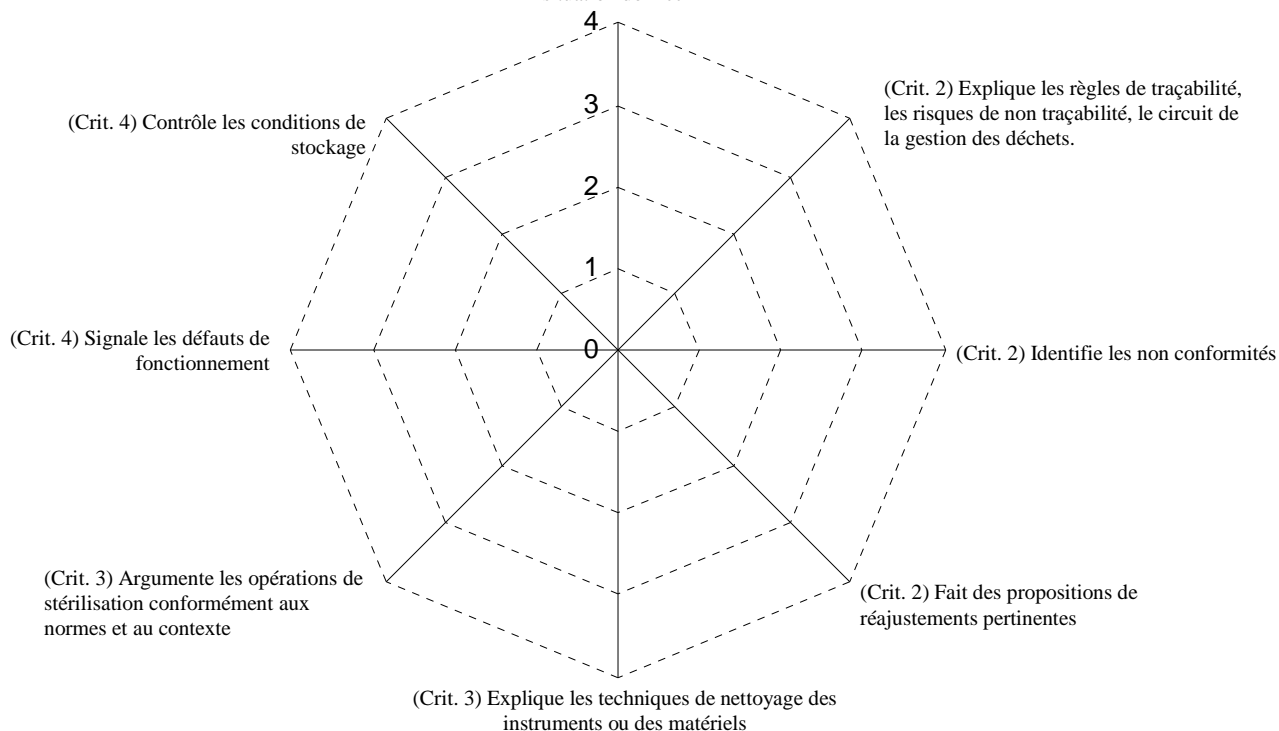 4
(Crit. 2) Explique les règles de traçabilité,
les risques de non traçabilité, le circuit de
la gestion des déchets.
3
(Crit. 4) Contrôle les conditions de
stockage
2
1
(Crit. 4) Signale les défauts de
fonctionnement
0
(Crit. 2) Identifie les non conformités
(Crit. 3) Argumente les opérations de
stérilisation conformément aux
normes et au contexte
(Crit. 2) Fait des propositions de
réajustements pertinentes
(Crit. 3) Explique les techniques de nettoyage des
instruments ou des matériels